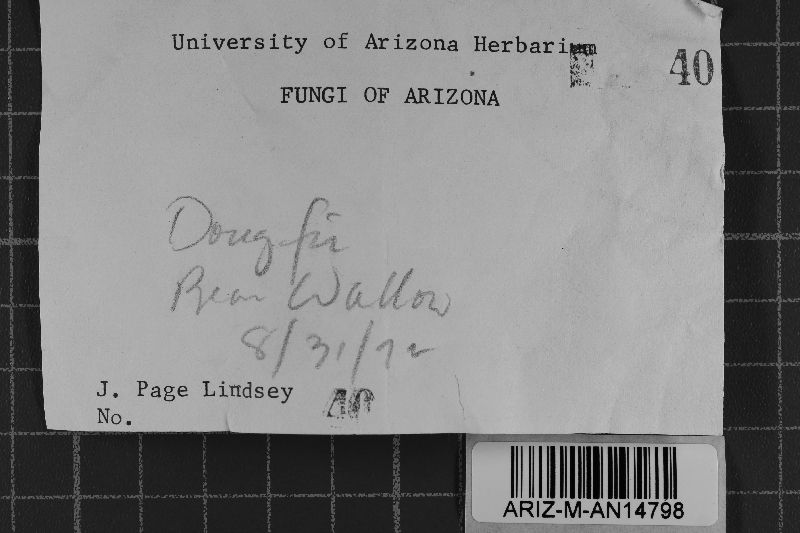 University of Arizona Herbarium
40
FUNGI OF ARIZONA
Doug fir
Bear Wallow
8/31/72
J. Page Lindsey
No. 40
ARIZ-M-AN14798